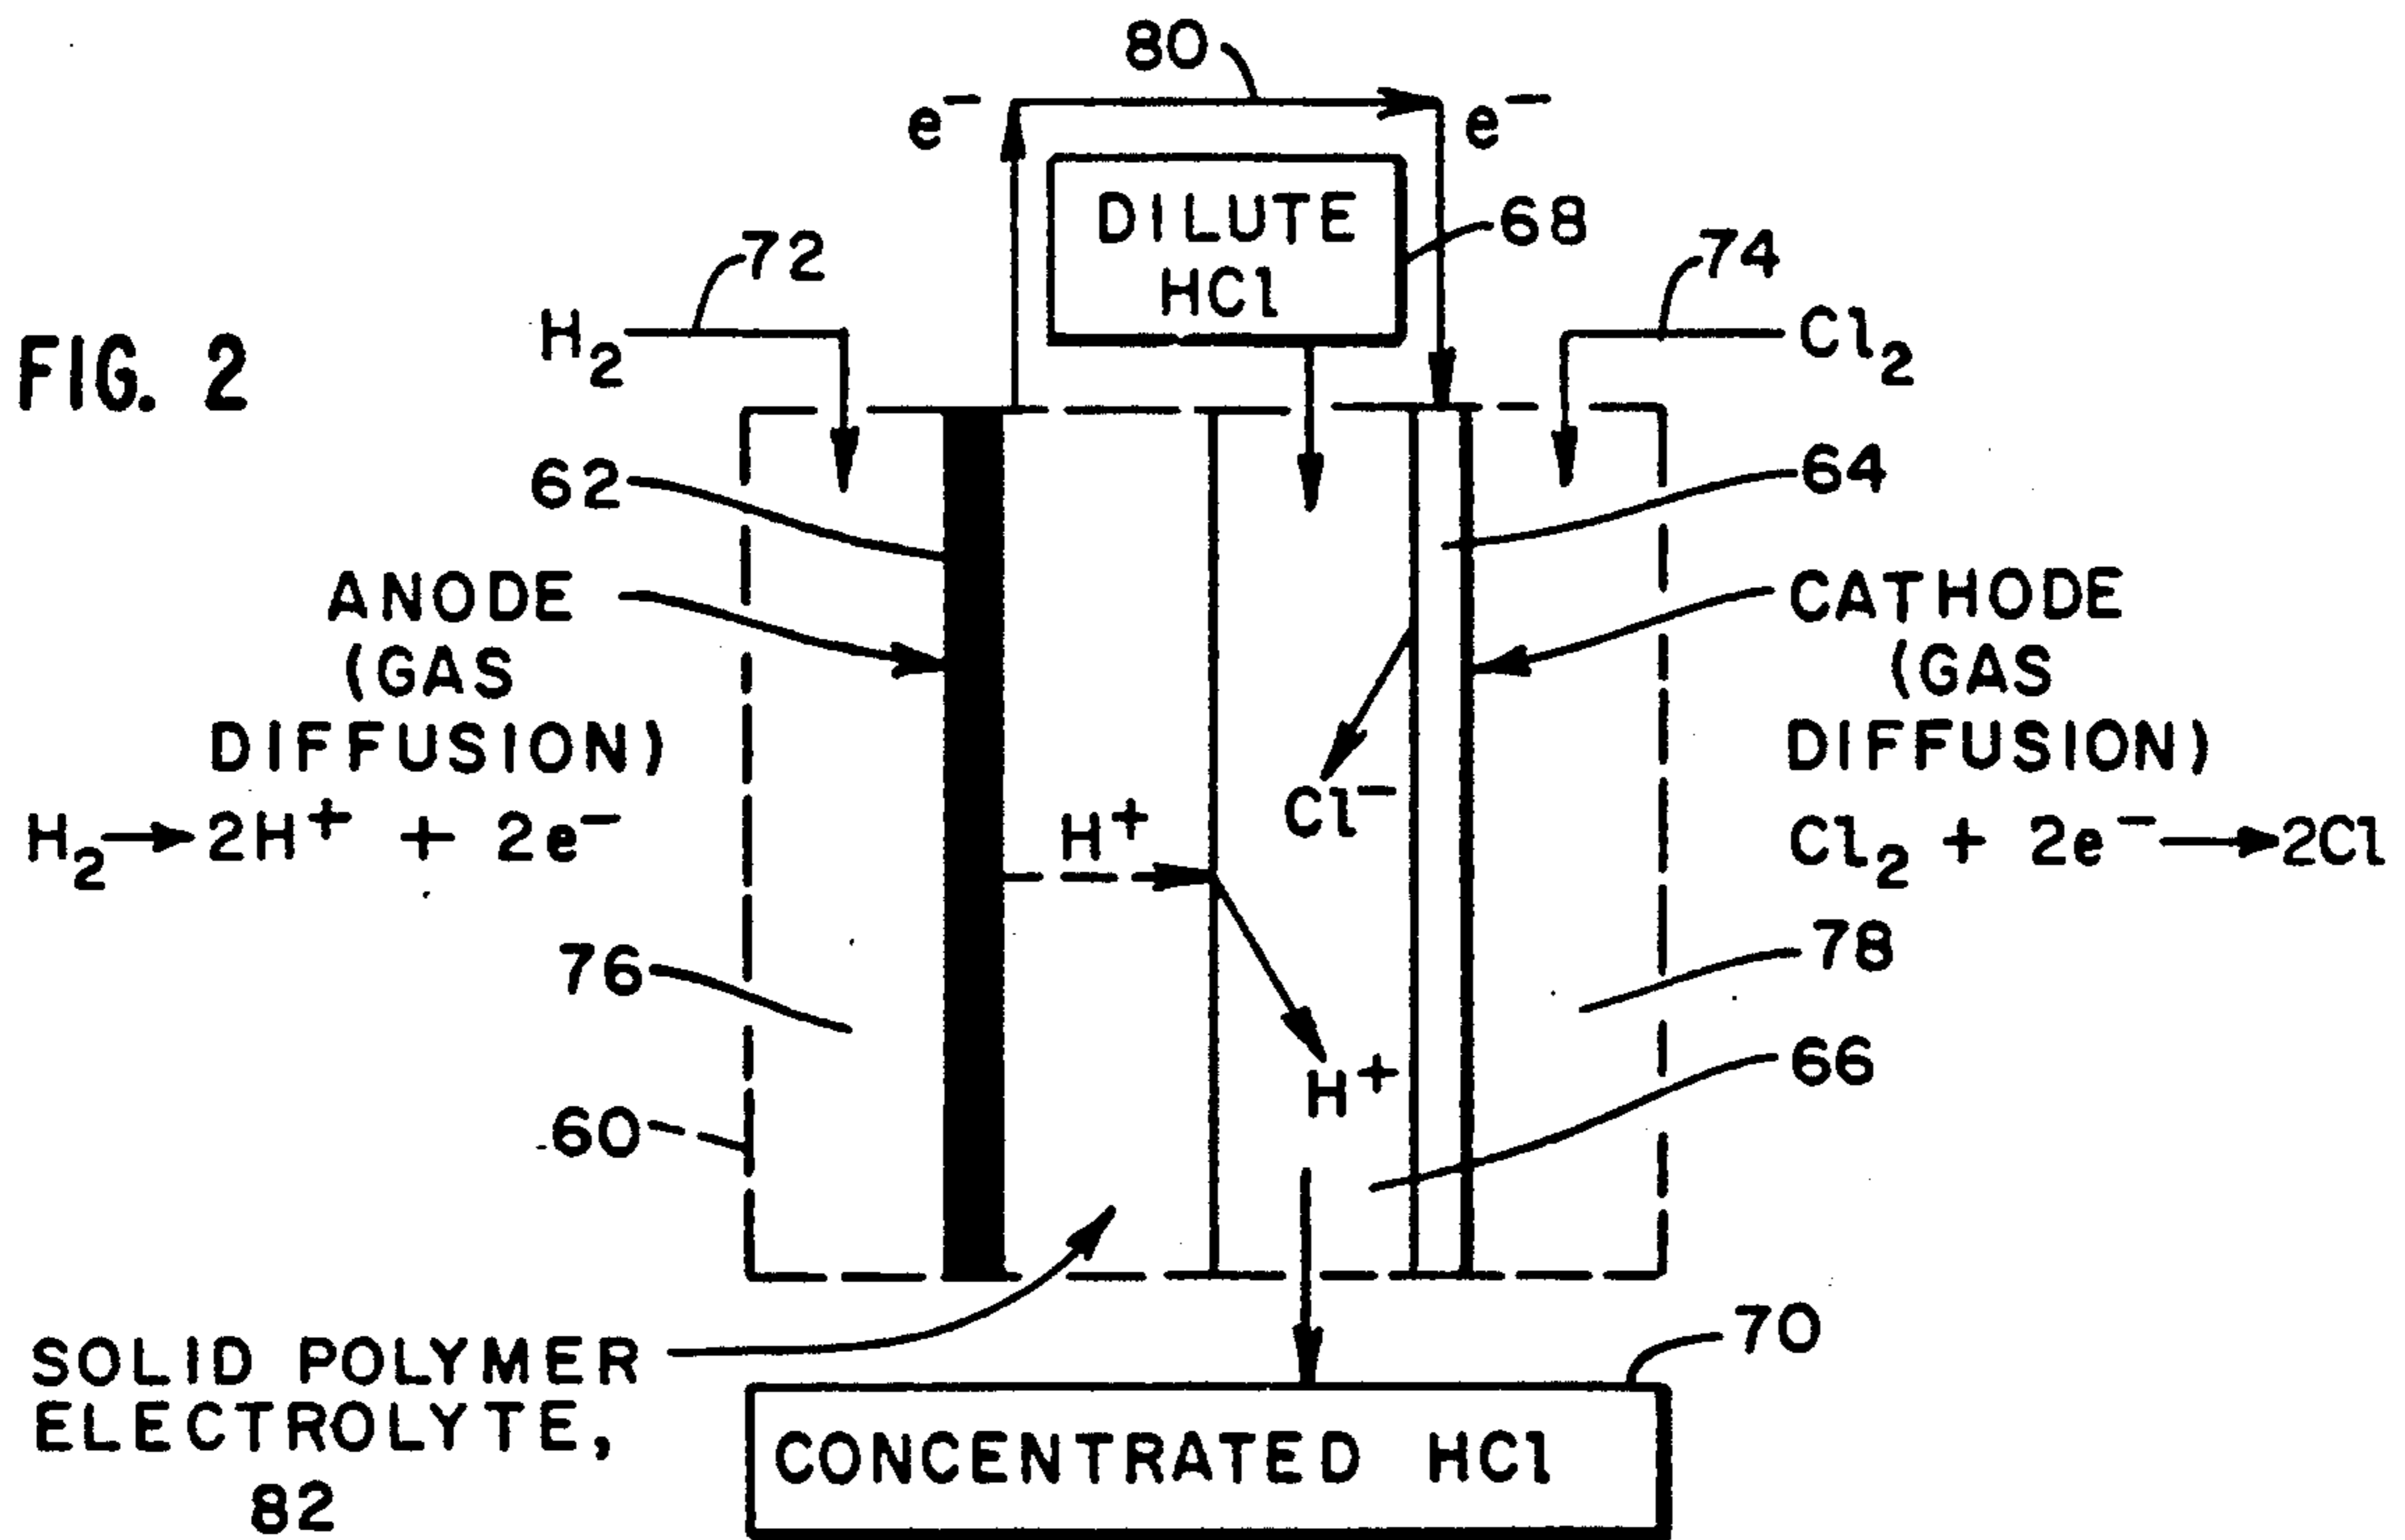 80
e⁻
e⁻
DILUTE
HCl
68
72
74
H₂
Cl₂
FIG. 2
62
64
ANODE
(GAS
DIFFUSION)
H₂→2H⁺ + 2e⁻
CATHODE
(GAS
DIFFUSION)
Cl₂ + 2e⁻→2Cl
Cl⁻
H⁺
76
78
H⁺
66
60
70
SOLID POLYMER
ELECTROLYTE,
82
CONCENTRATED HCl